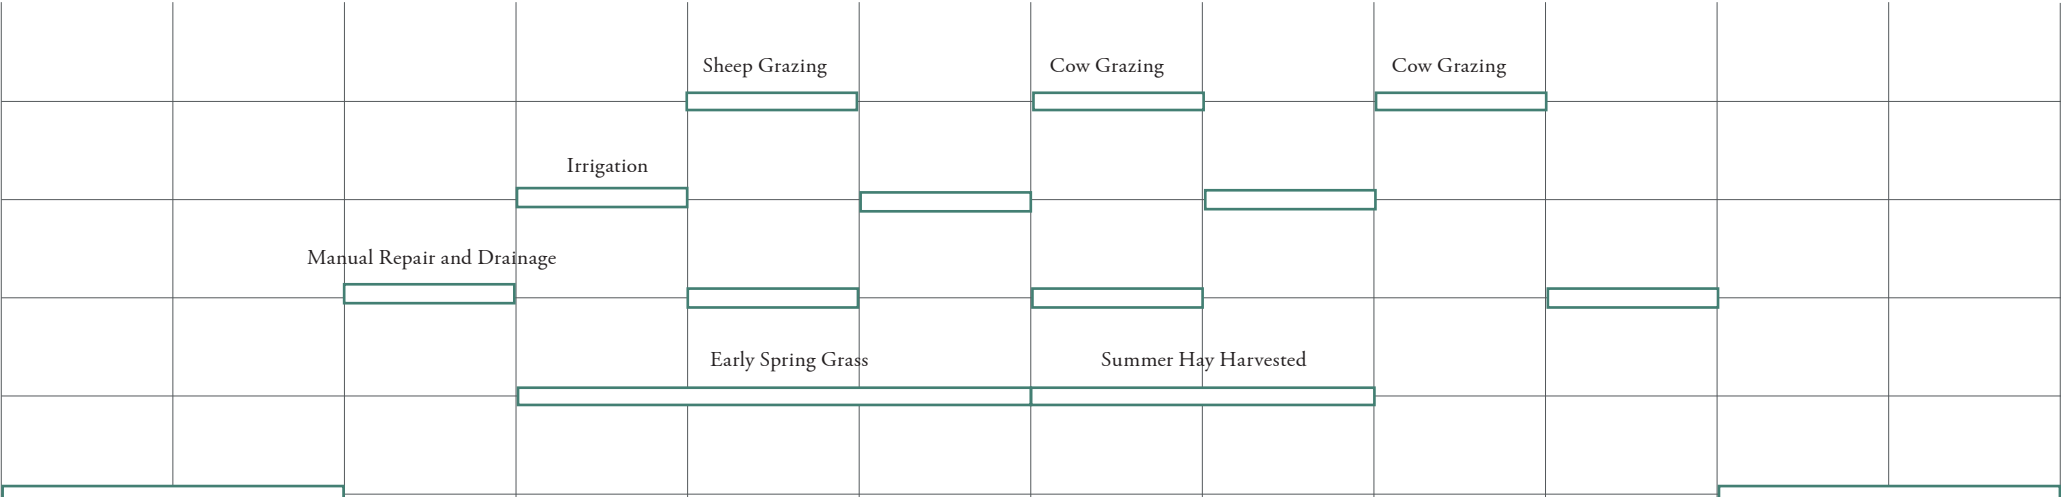 Sheep Grazing
Cow Grazing
Cow Grazing
Irrigation
Manual Repair and Drainage
Early Spring Grass
Summer Hay Harvested